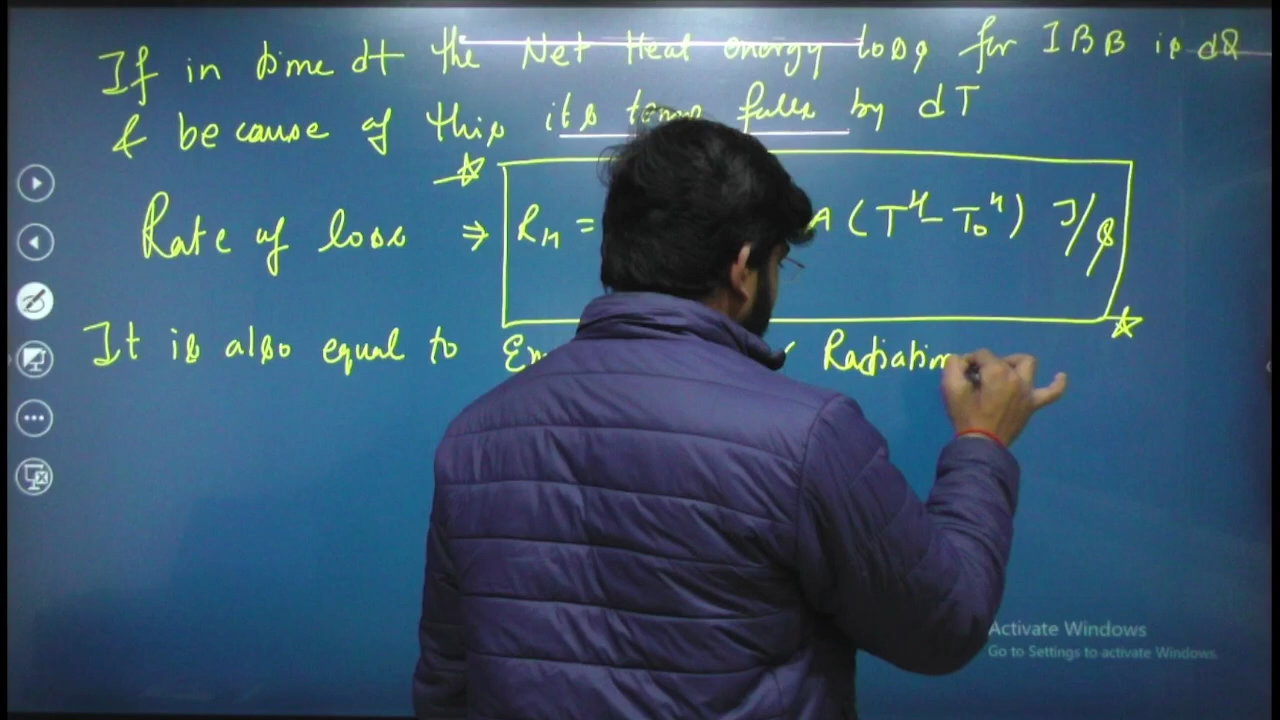 If in time dt the Net Heat energy loss for IBB is dQ
& because of this its temp falls by dT
Rate of loss ⇒ R_H = A (T⁴ - T₀⁴) J/s
It is also equal to Radiation
Activate Windows
Go to Settings to activate Windows.